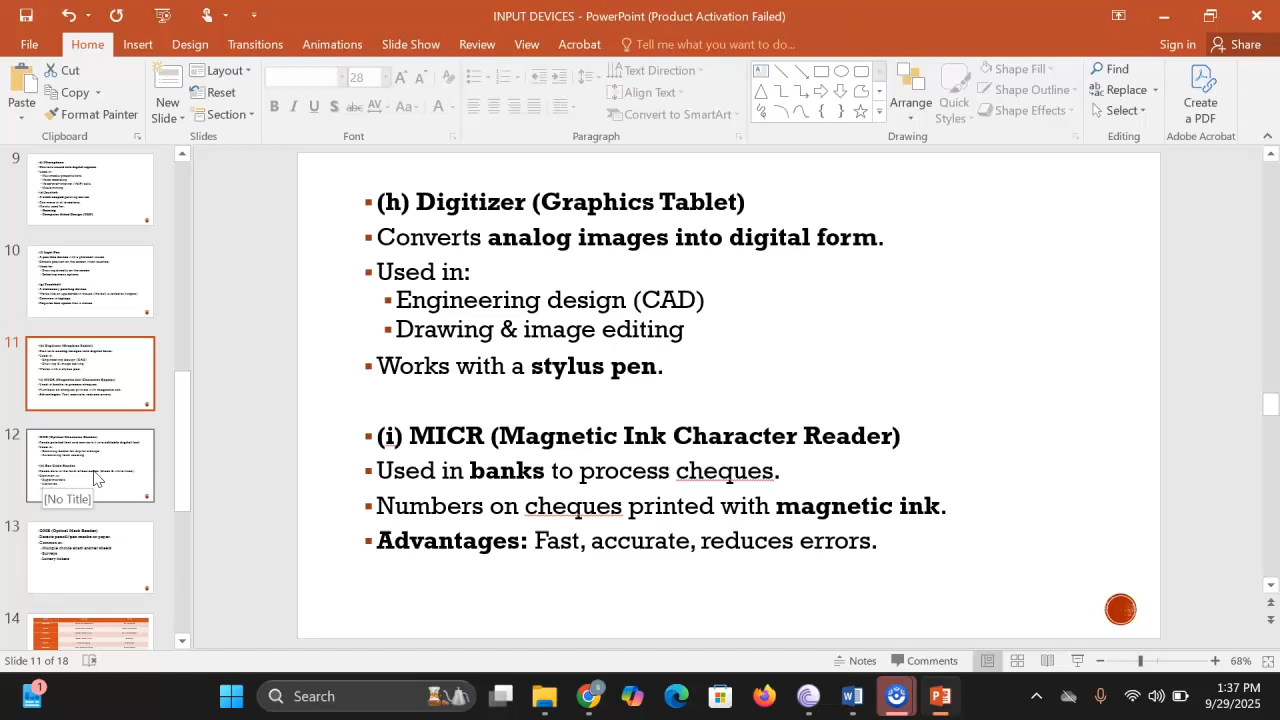 INPUT DEVICES - PowerPoint (Product Activation Failed)
File Home Insert Design Transitions Animations Slide Show Review View Acrobat Tell me what you want to do... Sign in Share
Paste
Cut
Copy
Format Painter
Clipboard
New Slide
Layout
Reset
Section
Slides
28
Font
Text Direction
Align Text
Convert to SmartArt
Paragraph
Arrange
Quick Styles
Shape Fill
Shape Outline
Shape Effects
Drawing
Find
Replace
Select
Editing
Create a PDF
Adobe Acrobat
9
10
11
12
[No Title]
13
14
(h) Digitizer (Graphics Tablet)
Converts analog images into digital form.
Used in:
Engineering design (CAD)
Drawing & image editing
Works with a stylus pen.
(i) MICR (Magnetic Ink Character Reader)
Used in banks to process cheques.
Numbers on cheques printed with magnetic ink.
Advantages: Fast, accurate, reduces errors.
Slide 11 of 18
Notes
Comments
68%
1
Search
1:37 PM
9/29/2025